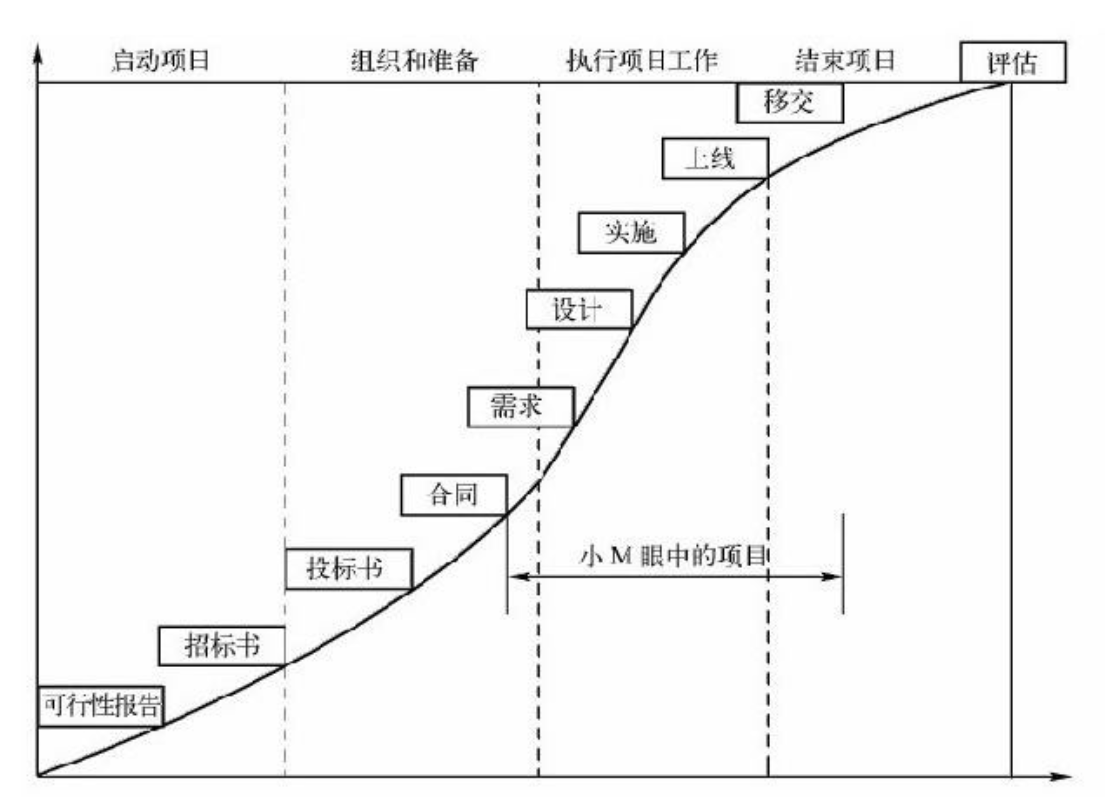 启动项目
组织和准备
执行项目工作
结束项目
评估
移交
上线
实施
设计
需求
合同
小M眼中的项目
投标书
招标书
可行性报告